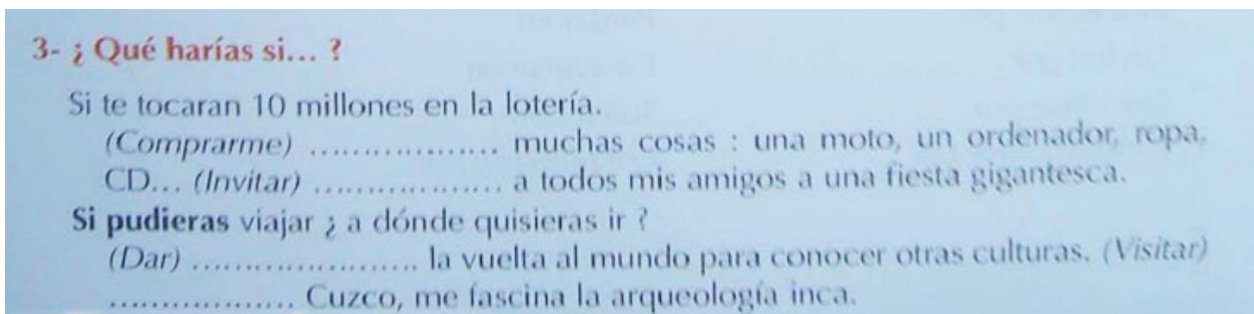 3- ¿ Qué harías si... ?
Si te tocaran 10 millones en la lotería.
(Comprarme) ................... muchas cosas : una moto, un ordenador, ropa,
CD... (Invitar) ................... a todos mis amigos a una fiesta gigantesca.
Si pudieras viajar ¿ a dónde quisieras ir ?
(Dar) ...................... la vuelta al mundo para conocer otras culturas. (Visitar)
.................. Cuzco, me fascina la arqueología inca.